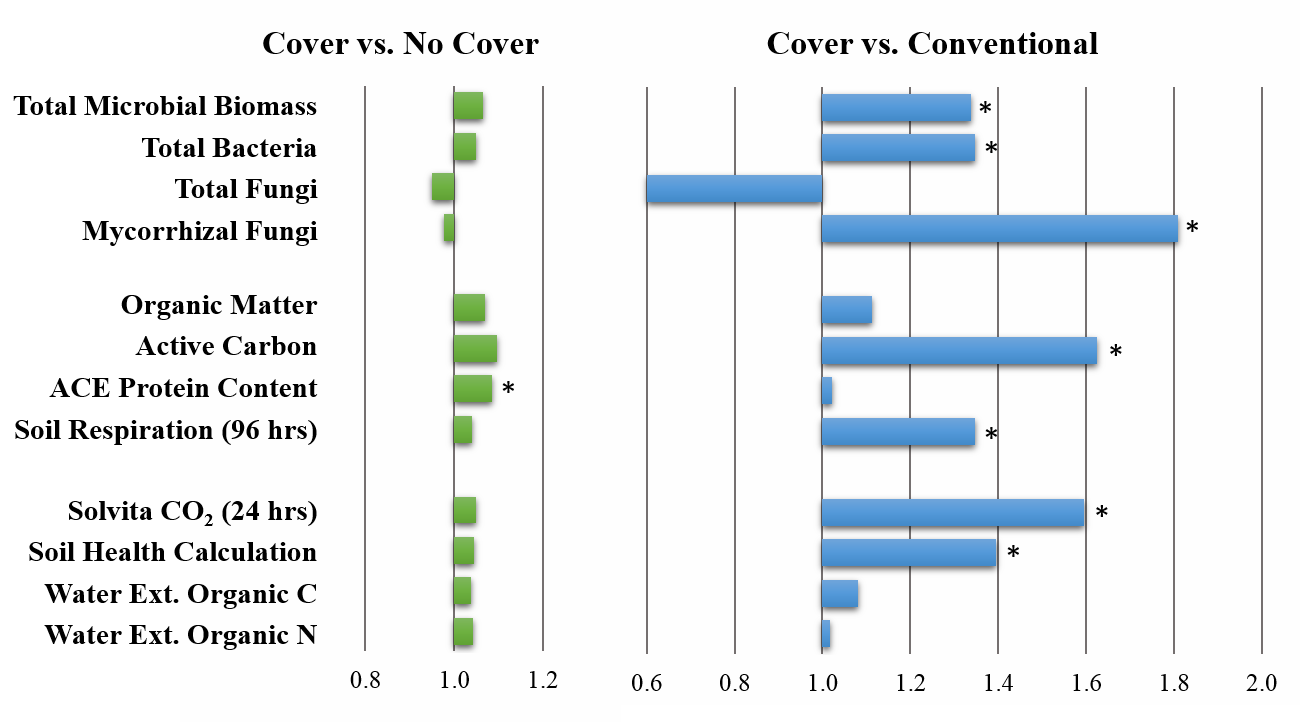 Cover vs. No Cover
Cover vs. Conventional
Total Microbial Biomass
*
Total Bacteria
*
Total Fungi
Mycorrhizal Fungi
*
Organic Matter
Active Carbon
*
ACE Protein Content
*
Soil Respiration (96 hrs)
*
Solvita CO₂ (24 hrs)
*
Soil Health Calculation
*
Water Ext. Organic C
Water Ext. Organic N
0.8 1.0 1.2
0.6 0.8 1.0 1.2 1.4 1.6 1.8 2.0